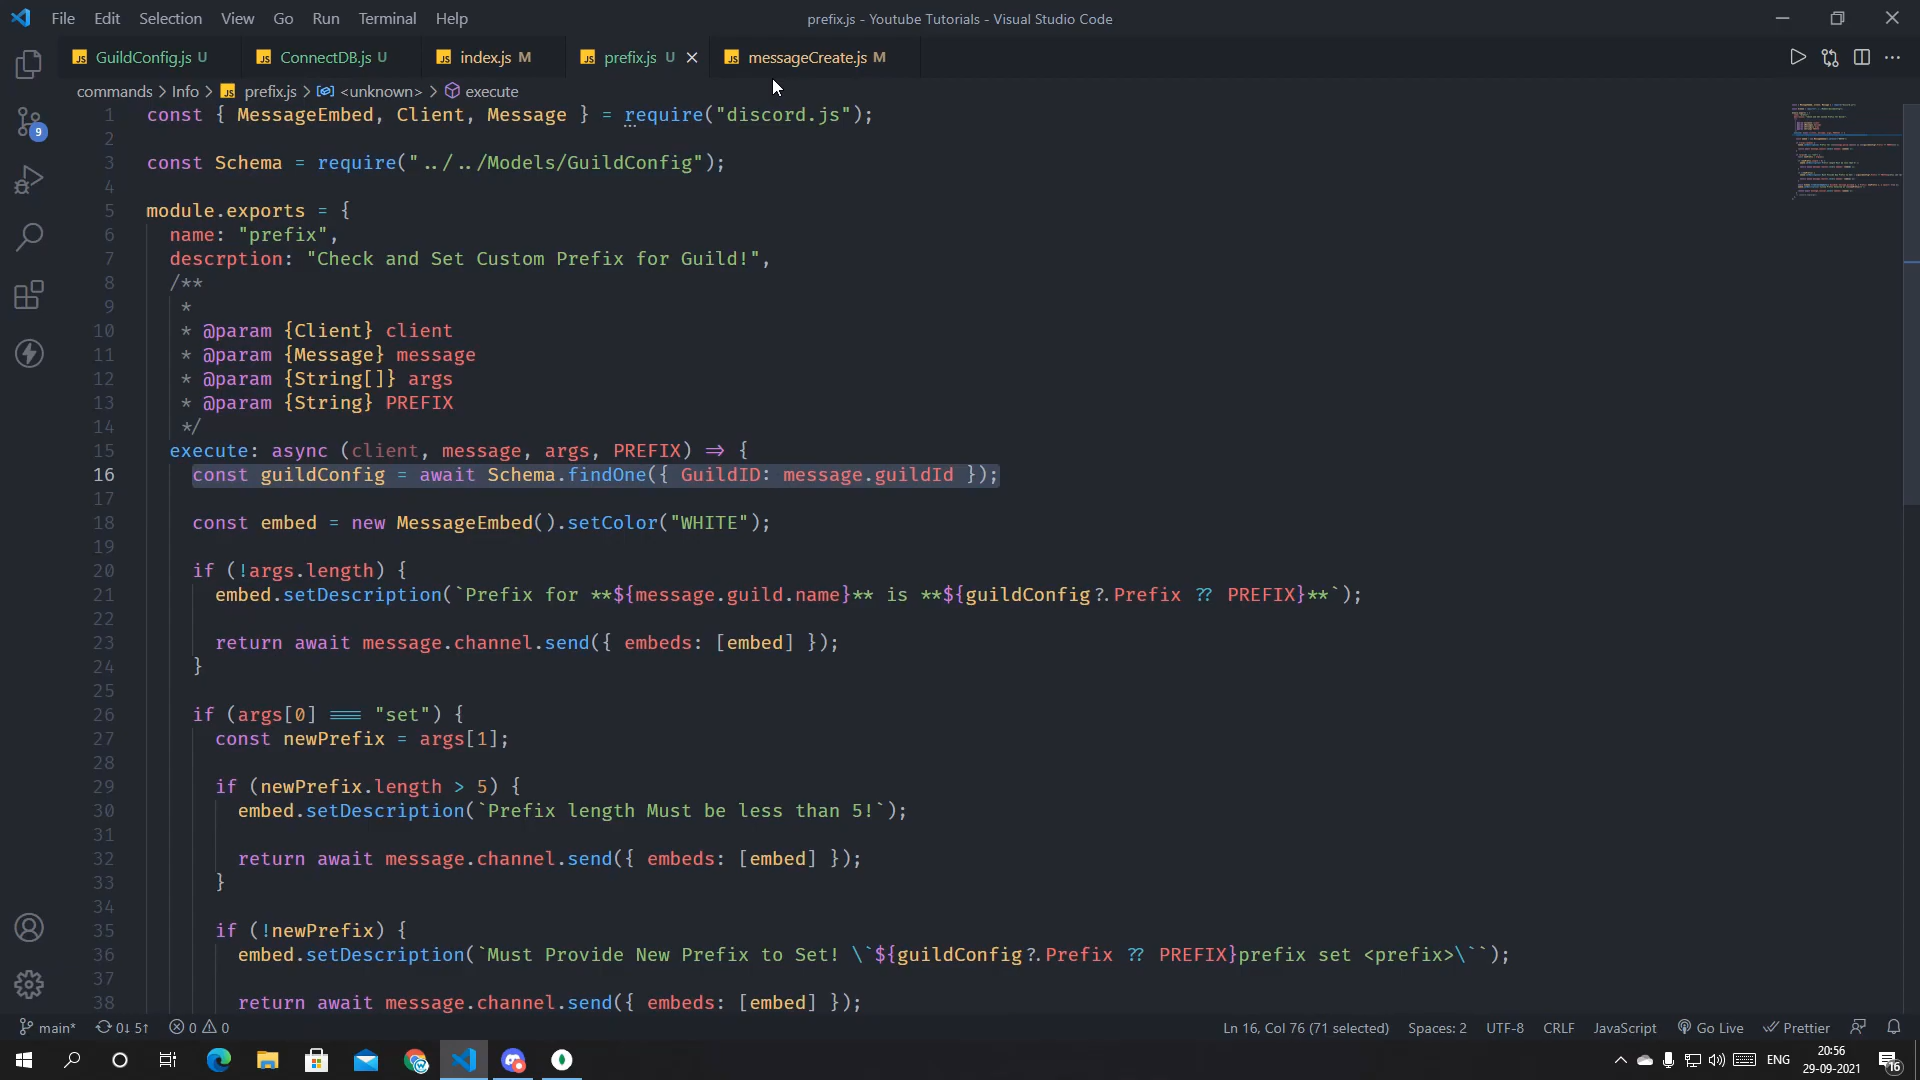 File Edit Selection View Go Run Terminal Help
prefix.js - Youtube Tutorials - Visual Studio Code
JS GuildConfig.js U
JS ConnectDB.js U
JS index.js M
JS prefix.js U
JS messageCreate.js M
commands > Info > JS prefix.js > <unknown> > execute
1 const { MessageEmbed, Client, Message } = require("discord.js");
2
3 const Schema = require("../../Models/GuildConfig");
4
5 module.exports = {
6 name: "prefix",
7 descrption: "Check and Set Custom Prefix for Guild!",
8 /**
9 *
10 * @param {Client} client
11 * @param {Message} message
12 * @param {String[]} args
13 * @param {String} PREFIX
14 */
15 execute: async (client, message, args, PREFIX) => {
16 const guildConfig = await Schema.findOne({ GuildID: message.guildId });
17
18 const embed = new MessageEmbed().setColor("WHITE");
19
20 if (!args.length) {
21 embed.setDescription(`Prefix for **${message.guild.name}** is **${guildConfig?.Prefix ?? PREFIX}**`);
22
23 return await message.channel.send({ embeds: [embed] });
24 }
25
26 if (args[0] === "set") {
27 const newPrefix = args[1];
28
29 if (newPrefix.length > 5) {
30 embed.setDescription(`Prefix length Must be less than 5!`);
31
32 return await message.channel.send({ embeds: [embed] });
33 }
34
35 if (!newPrefix) {
36 embed.setDescription(`Must Provide New Prefix to Set! \`${guildConfig?.Prefix ?? PREFIX}prefix set <prefix>\``);
37
38 return await message.channel.send({ embeds: [embed] });
9
main* 0↓ 5↑ 0 0
Ln 16, Col 76 (71 selected) Spaces: 2 UTF-8 CRLF JavaScript Go Live Prettier
ENG
20:56
29-09-2021
16